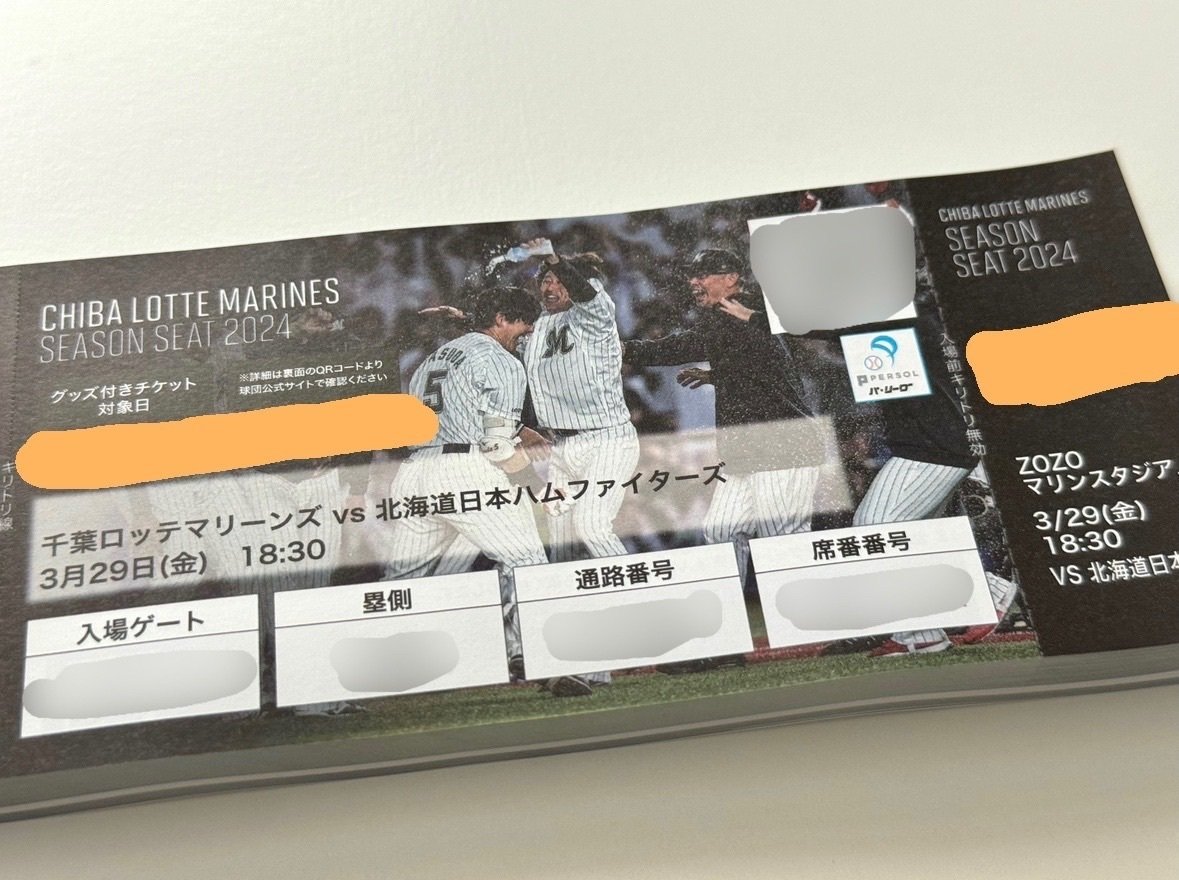 CHIBA LOTTE MARINES
SEASON SEAT 2024
グッズ付きチケット
対象日
※詳細は裏面のQRコードより
球団公式サイトで確認ください
キリトリ線
5
M
PERSOL
パ・リーグ
千葉ロッテマリーンズ vs 北海道日本ハムファイターズ
3月29日(金) 18:30
入場ゲート
塁側
通路番号
席番番号
入場前キリトリ無効
CHIBA LOTTE MARINES
SEASON
SEAT 2024
ZOZO
マリンスタジア
3/29(金)
18:30
VS 北海道日本